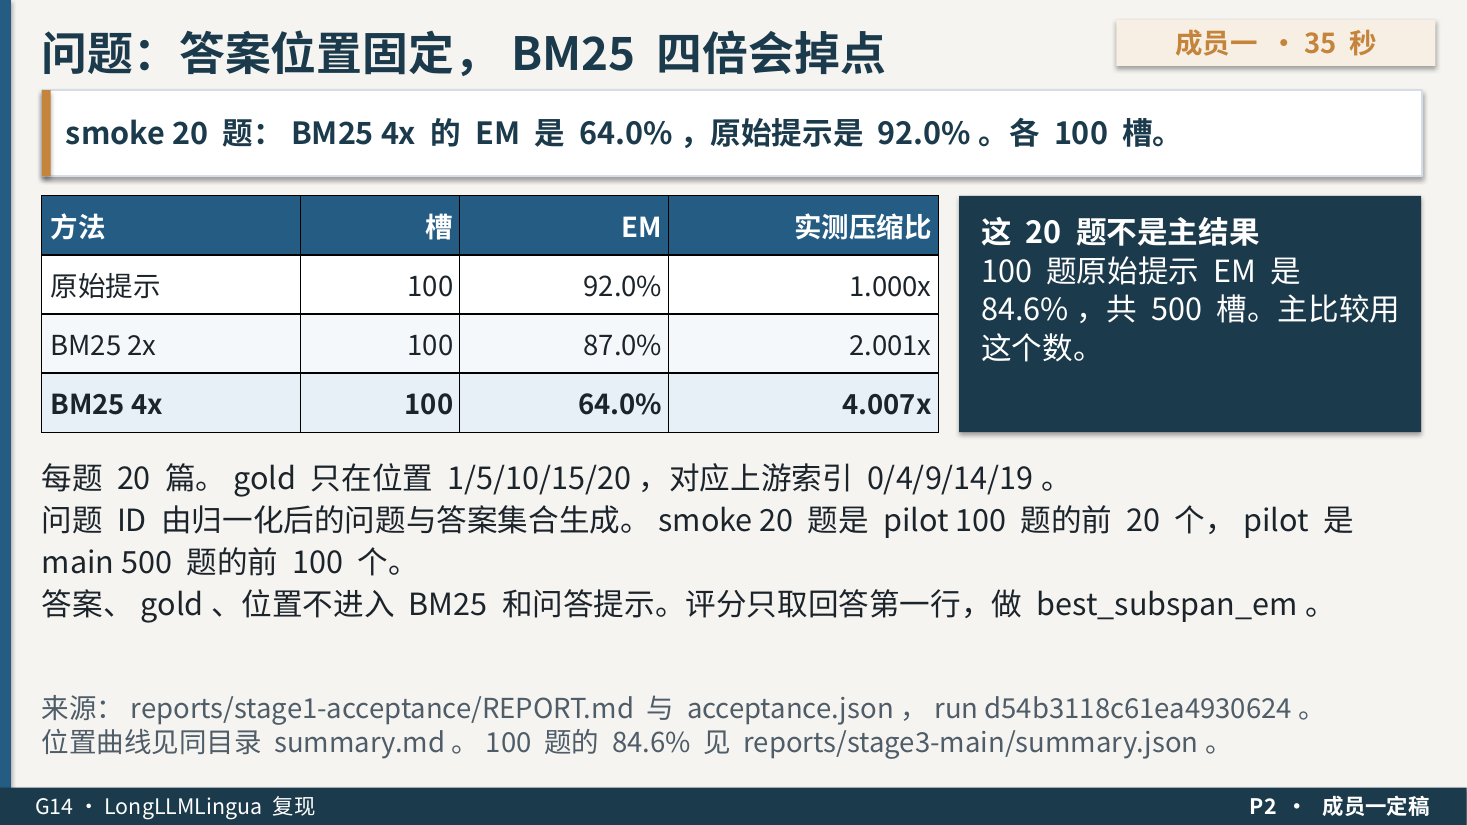 问题：答案位置固定，BM25 四倍会掉点
成员一 · 35 秒
smoke 20 题：BM25 4x 的 EM 是 64.0%，原始提示是 92.0%。各 100 槽。
方法 槽 EM 实测压缩比
原始提示 100 92.0% 1.000x
BM25 2x 100 87.0% 2.001x
BM25 4x 100 64.0% 4.007x
这 20 题不是主结果
100 题原始提示 EM 是
84.6%，共 500 槽。主比较用
这个数。
每题 20 篇。gold 只在位置 1/5/10/15/20，对应上游索引 0/4/9/14/19。
问题 ID 由归一化后的问题与答案集合生成。smoke 20 题是 pilot 100 题的前 20 个，pilot 是
main 500 题的前 100 个。
答案、gold、位置不进入 BM25 和问答提示。评分只取回答第一行，做 best_subspan_em。
来源：reports/stage1-acceptance/REPORT.md 与 acceptance.json，run d54b3118c61ea4930624。
位置曲线见同目录 summary.md。100 题的 84.6% 见 reports/stage3-main/summary.json。
G14 · LongLLMLingua 复现
P2 · 成员一定稿